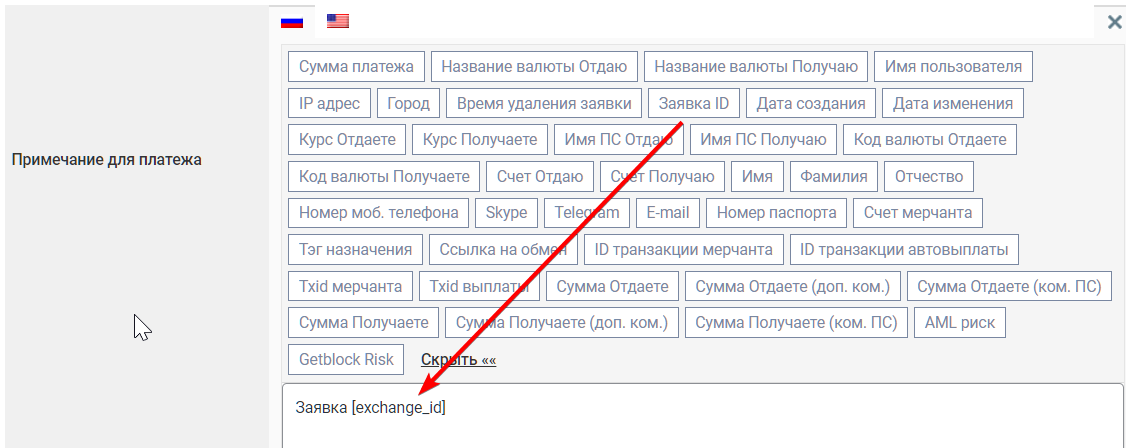 Сумма платежа Название валюты Отдаю Название валюты Получаю Имя пользователя
IP адрес Город Время удаления заявки Заявка ID Дата создания Дата изменения
Курс Отдаете Курс Получаете Имя ПС Отдаю Имя ПС Получаю Код валюты Отдаете
Примечание для платежа
Код валюты Получаете Счет Отдаю Счет Получаю Имя Фамилия Отчество
Номер моб. телефона Skype Telegram E-mail Номер паспорта Счет мерчанта
Тэг назначения Ссылка на обмен ID транзакции мерчанта ID транзакции автовыплаты
Txid мерчанта Txid выплаты Сумма Отдаете Сумма Отдаете (доп. ком.) Сумма Отдаете (ком. ПС)
Сумма Получаете Сумма Получаете (доп. ком.) Сумма Получаете (ком. ПС) AML риск
Getblock Risk Скрыть ««
Заявка [exchange_id]